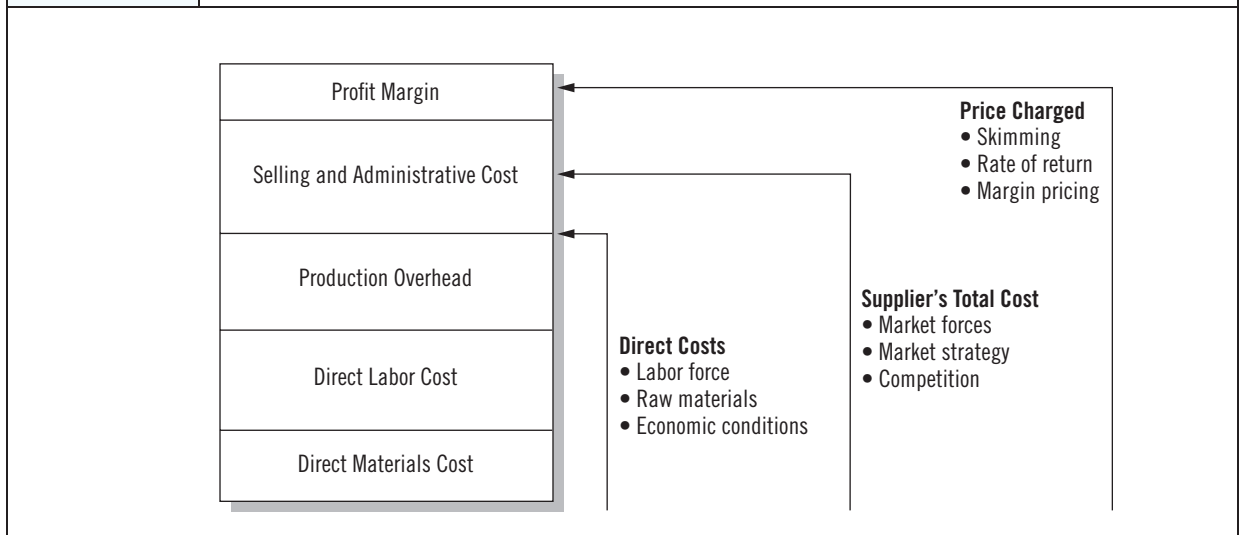 Profit Margin
Selling and Administrative Cost
Production Overhead
Direct Labor Cost
Direct Materials Cost
Direct Costs
• Labor force
• Raw materials
• Economic conditions
Supplier's Total Cost
• Market forces
• Market strategy
• Competition
Price Charged
• Skimming
• Rate of return
• Margin pricing